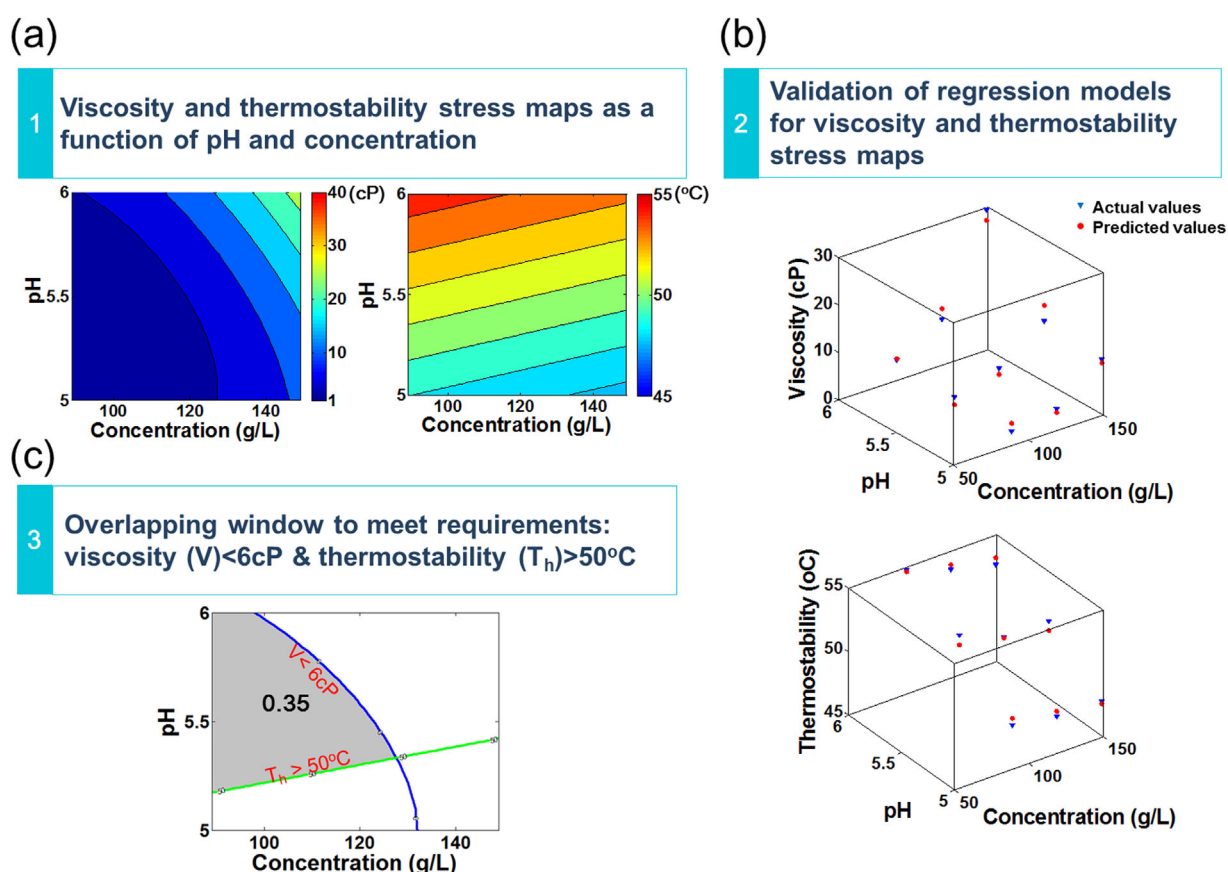 (a)
1
Viscosity and thermostability stress maps as a
function of pH and concentration
6
5.5
5
pH
100
120
140
Concentration (g/L)
40 (cP)
30
20
10
1
6
5.5
5
pH
100
120
140
Concentration (g/L)
55 (oC)
50
45
(b)
2
Validation of regression models
for viscosity and thermostability
stress maps
Actual values
Predicted values
30
20
10
0
Viscosity (cP)
6
5.5
5
pH
50
100
150
Concentration (g/L)
55
50
45
Thermostability (oC)
6
5.5
5
pH
50
100
150
Concentration (g/L)
(c)
3
Overlapping window to meet requirements:
viscosity (V)<6cP & thermostability (Th)>50oC
6
5.5
5
pH
V < 6cP
0.35
Th > 50oC
50
50
50
50
100
120
140
Concentration (g/L)